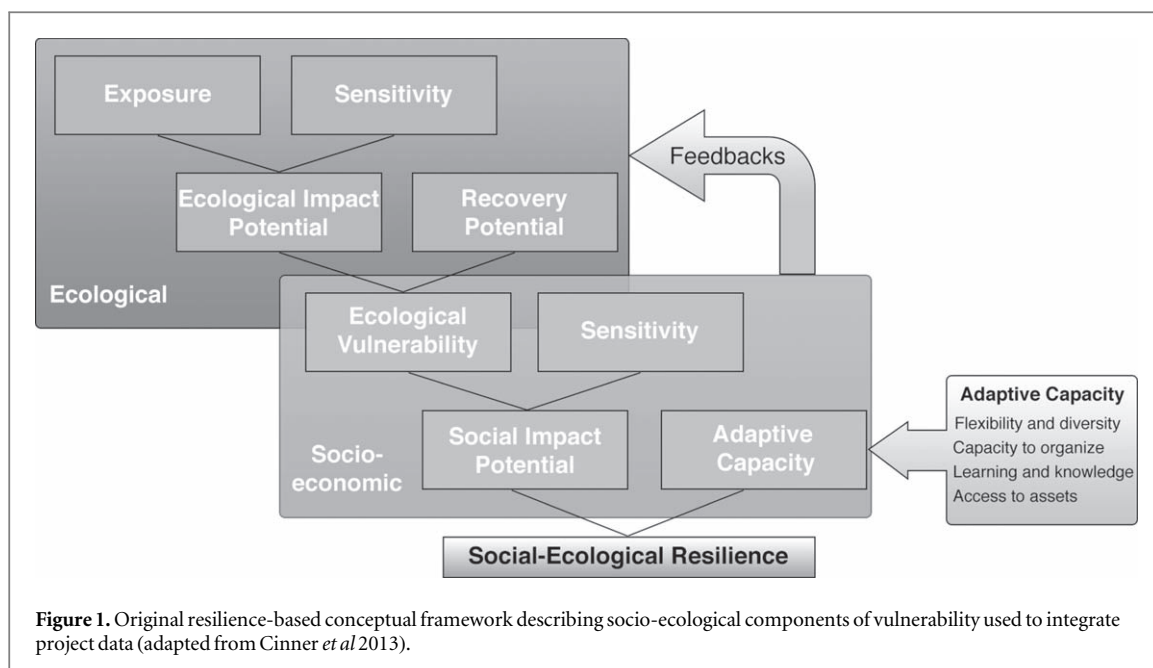 Exposure
Sensitivity
Feedbacks
Ecological Impact
Potential
Recovery
Potential
Ecological
Ecological
Vulnerability
Sensitivity
Social Impact
Potential
Adaptive
Capacity
Socio-
economic
Adaptive Capacity
Flexibility and diversity
Capacity to organize
Learning and knowledge
Access to assets
Social-Ecological Resilience
Figure 1. Original resilience-based conceptual framework describing socio-ecological components of vulnerability used to integrate
project data (adapted from Cinner et al 2013).